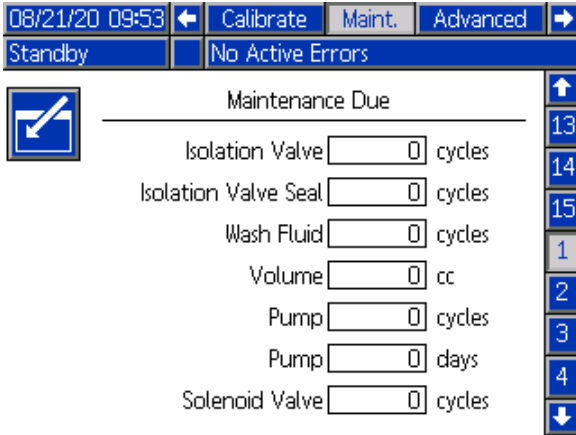 08/21/20 09:53 Calibrate Maint. Advanced
Standby No Active Errors
Maintenance Due
13
Isolation Valve 0 cycles
14
Isolation Valve Seal 0 cycles
15
Wash Fluid 0 cycles
1
Volume 0 cc
2
Pump 0 cycles
3
Pump 0 days
4
Solenoid Valve 0 cycles